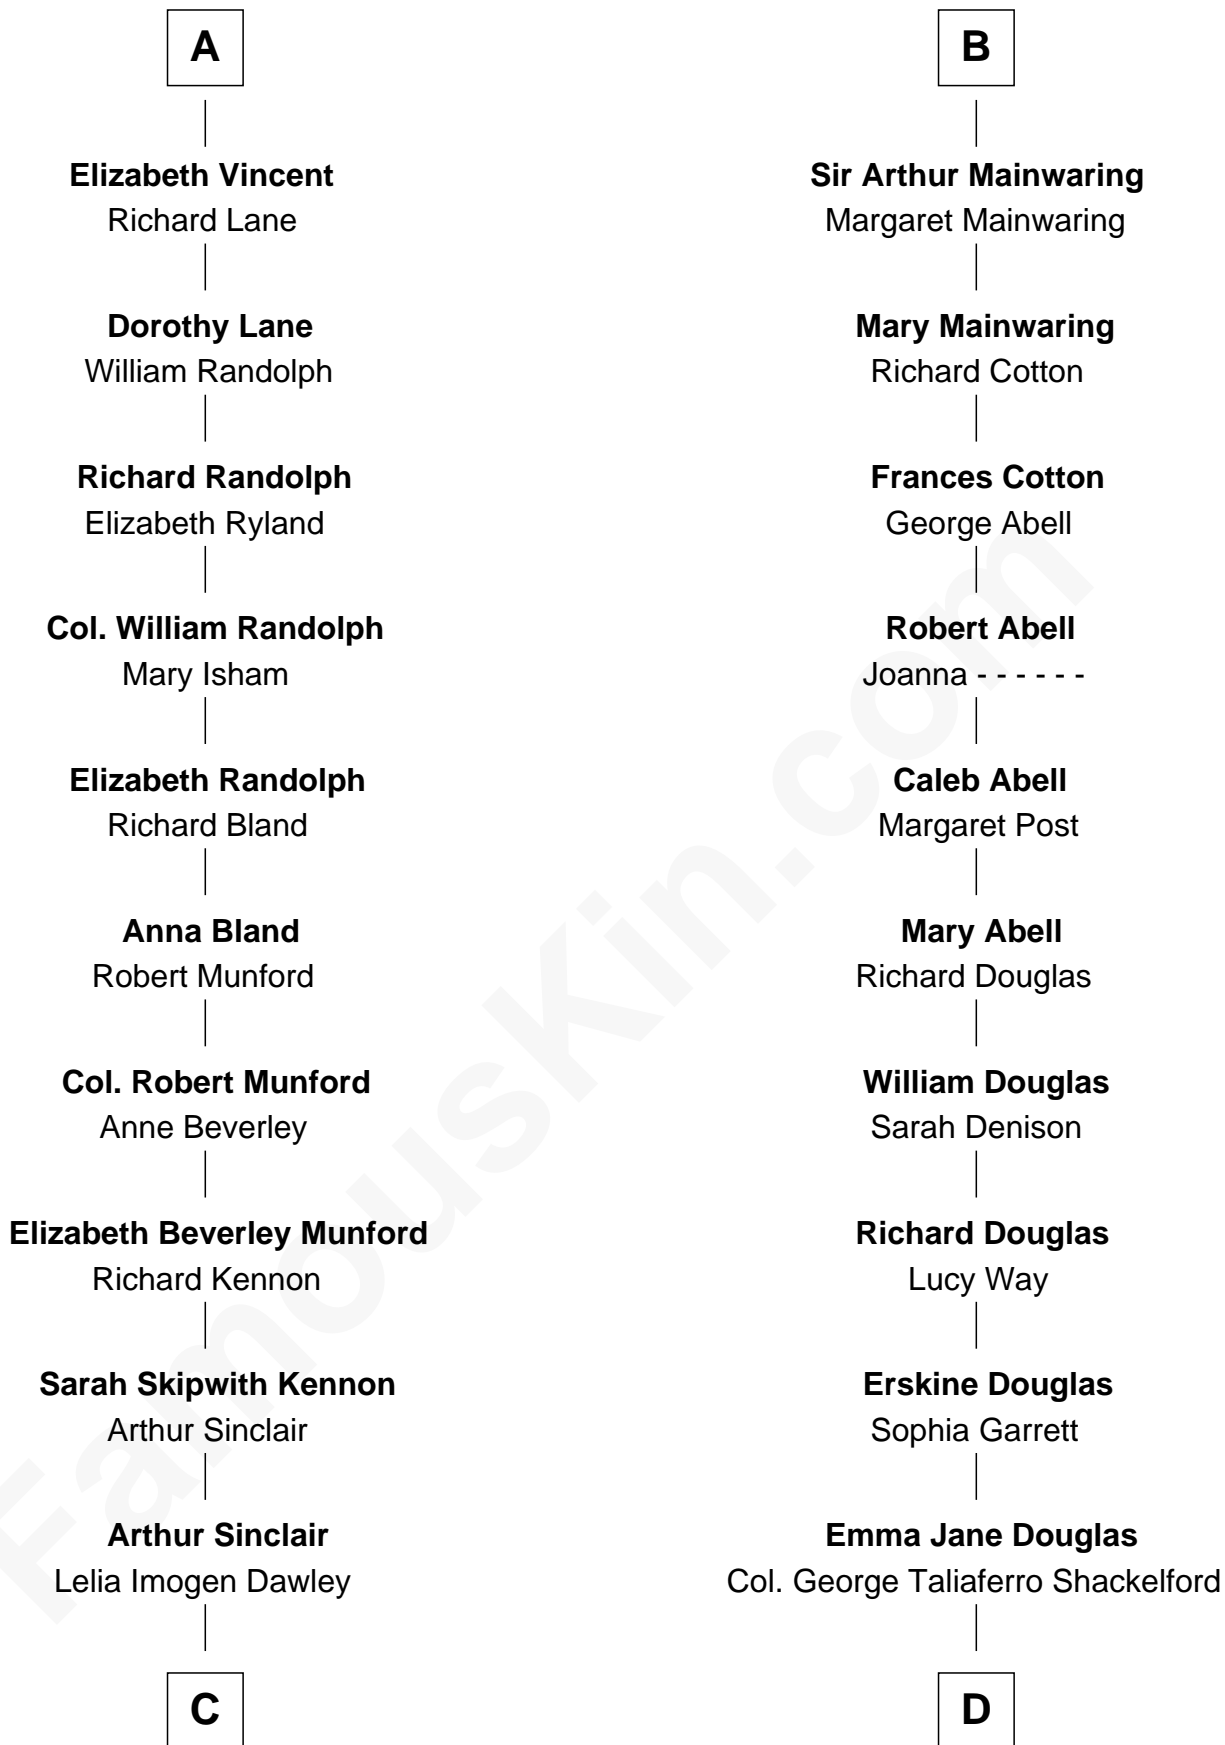 A
Elizabeth Vincent
Richard Lane
Dorothy Lane
William Randolph
Richard Randolph
Elizabeth Ryland
Col. William Randolph
Mary Isham
Elizabeth Randolph
Richard Bland
Anna Bland
Robert Munford
Col. Robert Munford
Anne Beverley
Elizabeth Beverley Munford
Richard Kennon
Sarah Skipwith Kennon
Arthur Sinclair
Arthur Sinclair
Lelia Imogen Dawley
C
B
Sir Arthur Mainwaring
Margaret Mainwaring
Mary Mainwaring
Richard Cotton
Frances Cotton
George Abell
Robert Abell
Joanna - - - - - -
Caleb Abell
Margaret Post
Mary Abell
Richard Douglas
William Douglas
Sarah Denison
Richard Douglas
Lucy Way
Erskine Douglas
Sophia Garrett
Emma Jane Douglas
Col. George Taliaferro Shackelford
D
FamousKin.com